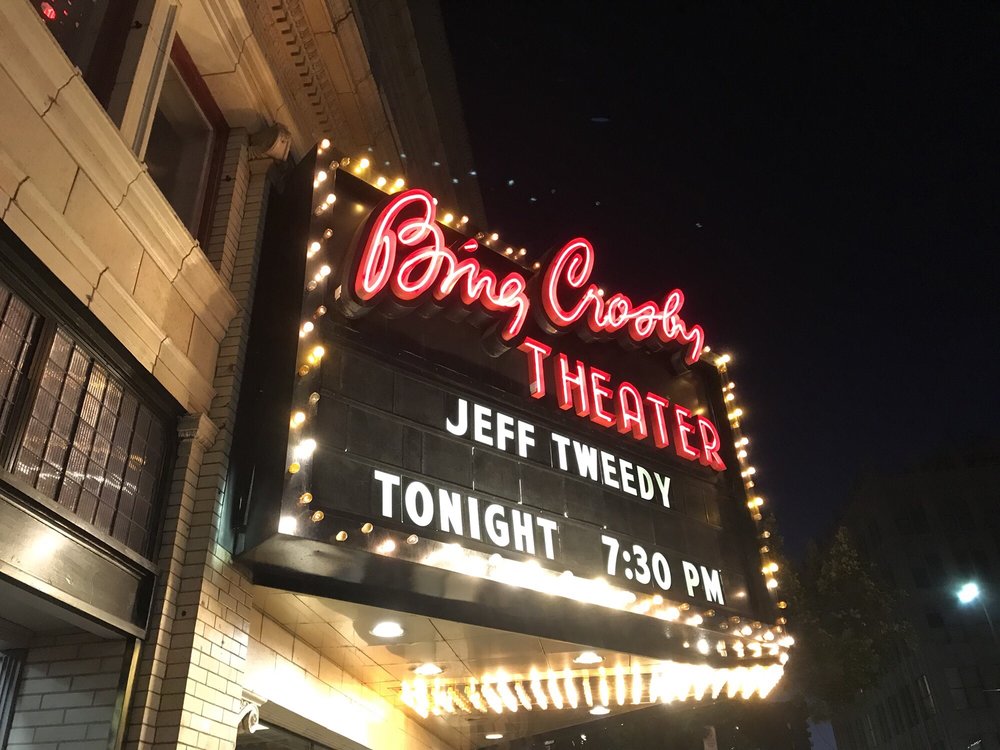 Bing Crosby
THEATER
JEFF TWEEDY
TONIGHT 7:30 PM